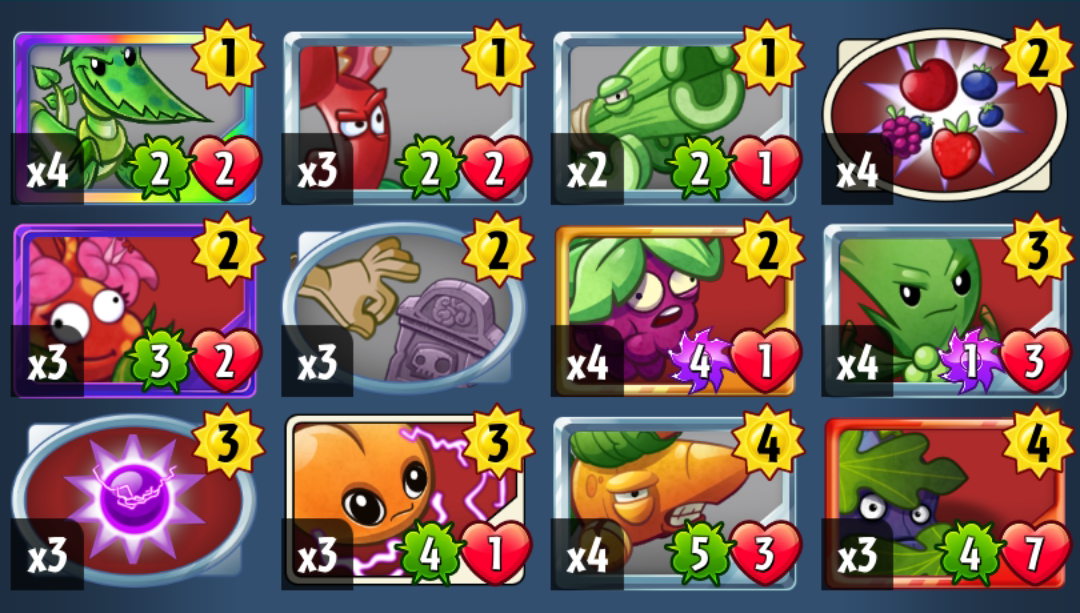 1 1 1 2
x4 2 2 x3 2 2 x2 2 1 x4
2 2 2 3
x3 3 2 x3 x4 4 1 x4 1 3
3 3 4 4
x3 x3 4 1 x4 5 3 x3 4 7